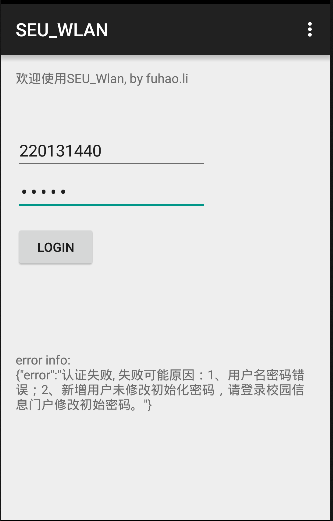 SEU_WLAN
欢迎使用SEU_Wlan, by fuhao.li
220131440
•••••
LOGIN
error info:
{"error":"认证失败, 失败可能原因：1、用户名密码错
误；2、新增用户未修改初始化密码，请登录校园信
息门户修改初始密码。"}